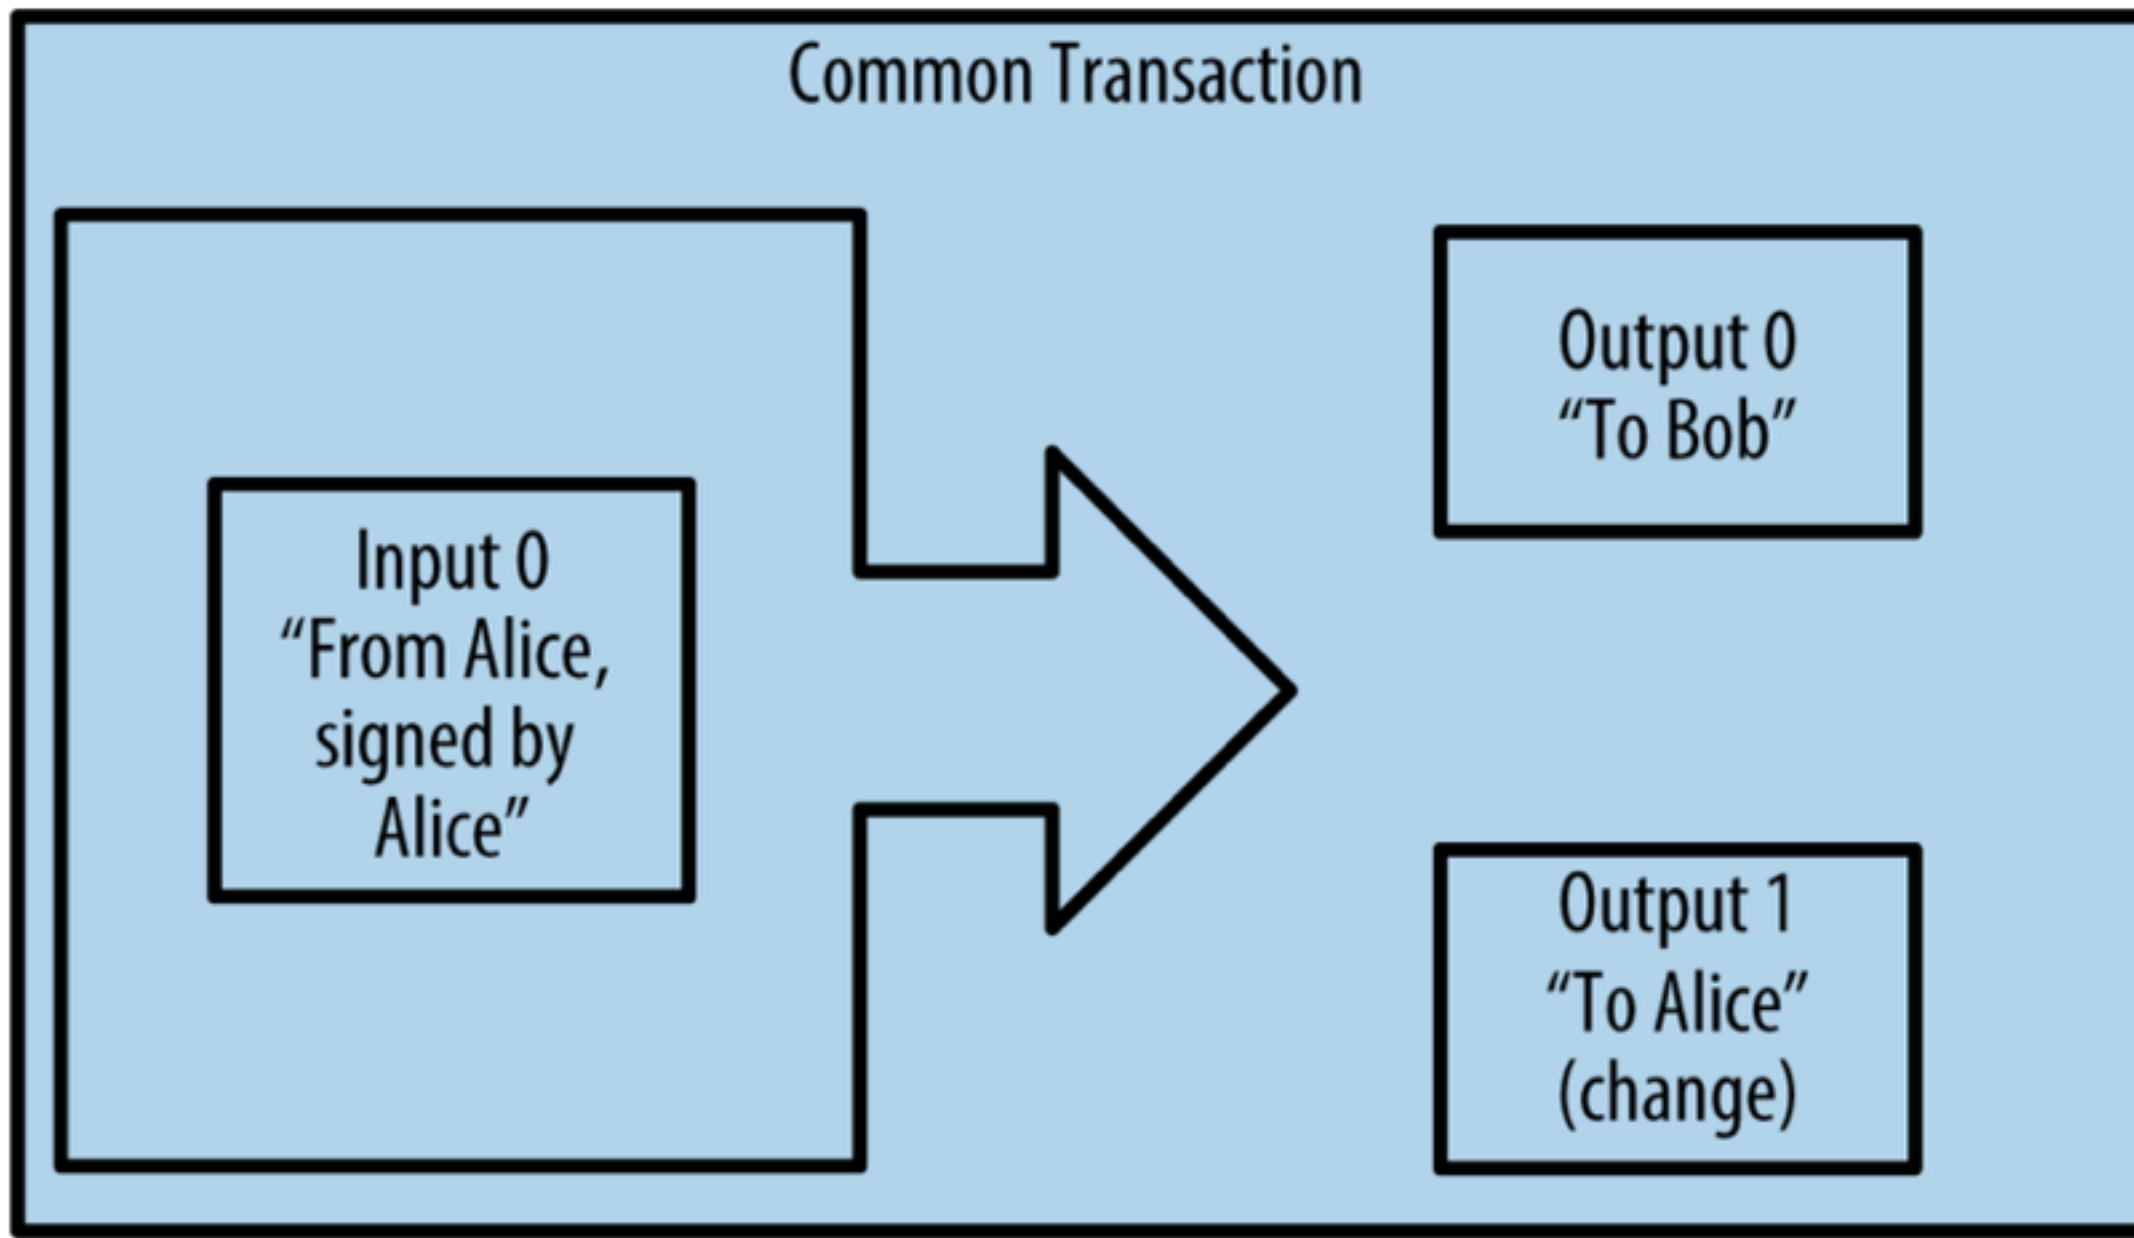 Common Transaction
Input 0
“From Alice,
signed by
Alice”
Output 0
“To Bob”
Output 1
“To Alice”
(change)